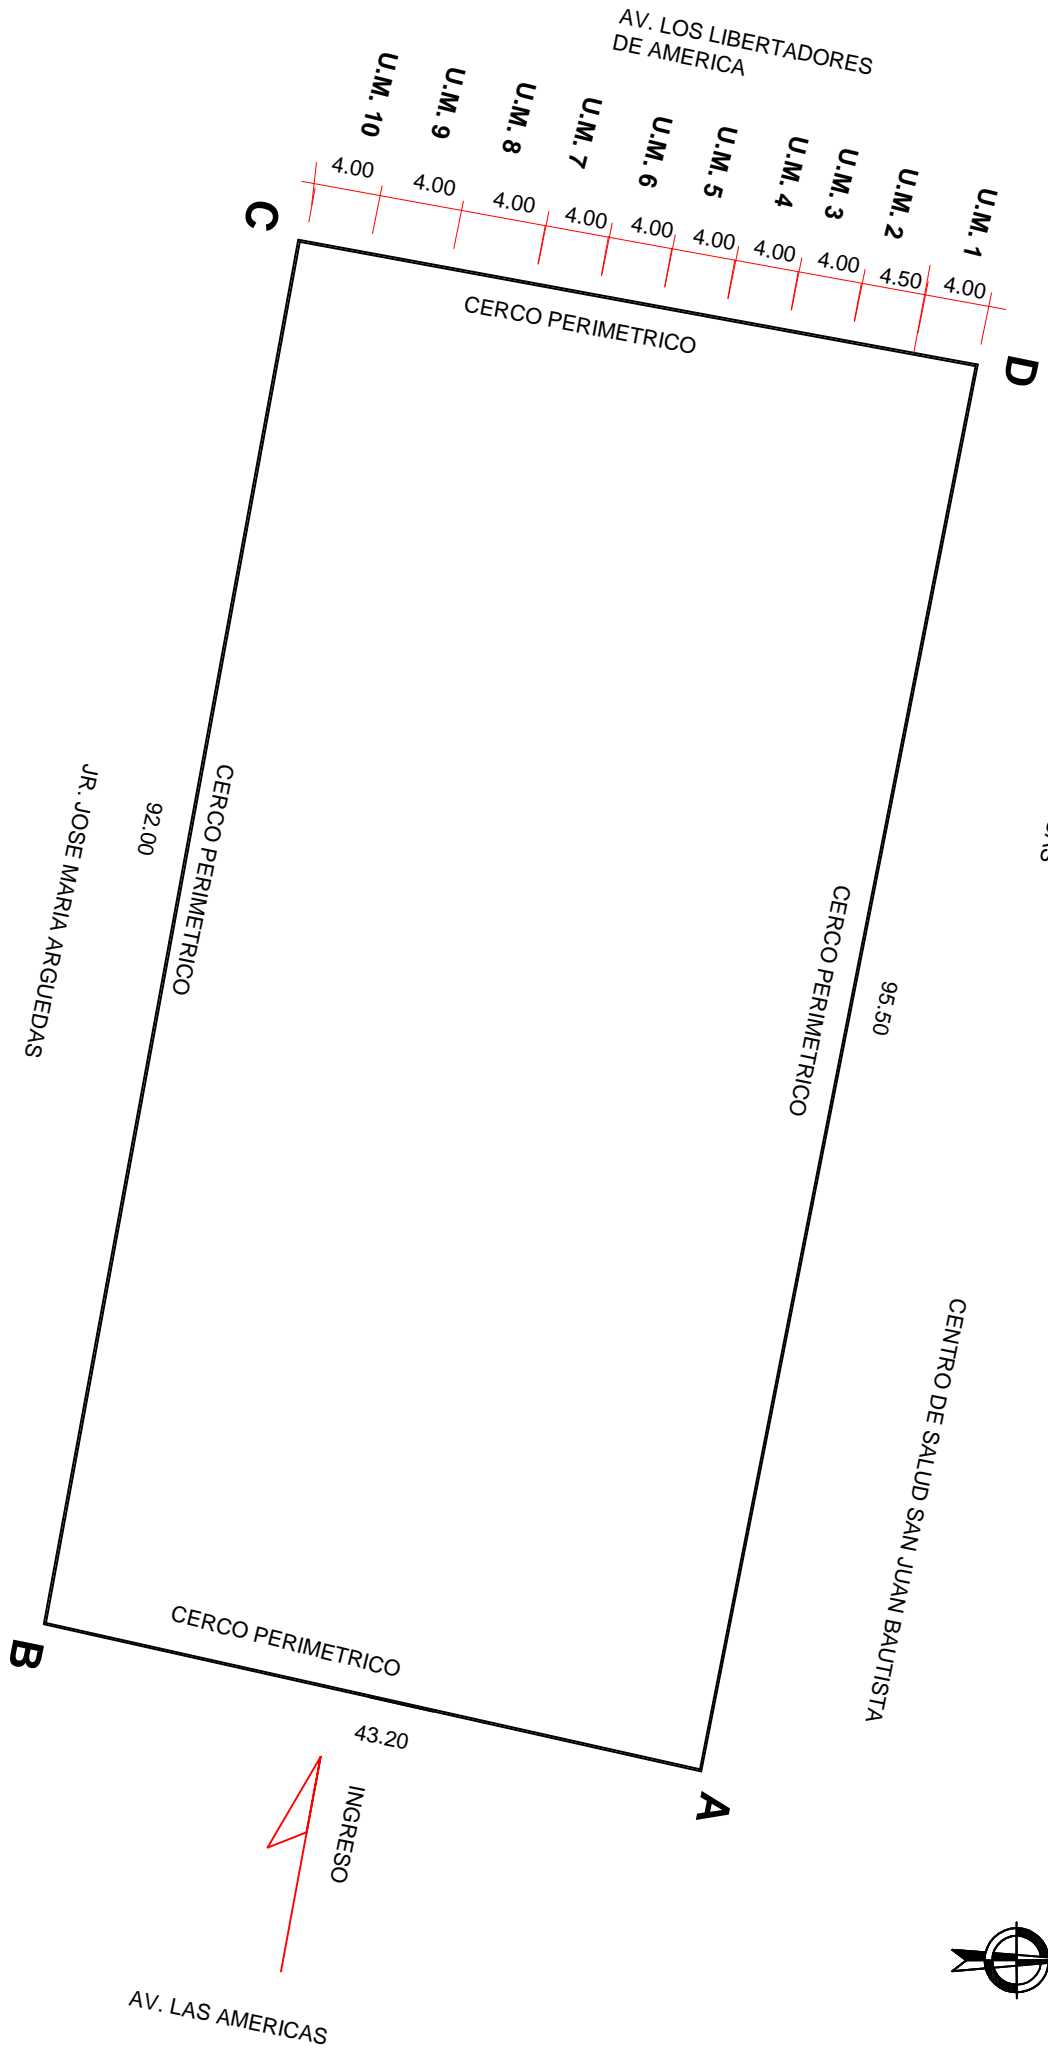 AV. LOS LIBERTADORES
DE AMERICA
U.M. 10
U.M. 9
U.M. 8
U.M. 7
U.M. 6
U.M. 5
U.M. 4
U.M. 3
U.M. 2
U.M. 1
4.00
4.00
4.00
4.00
4.00
4.00
4.00
4.00
4.50
4.00
C
D
CERCO PERIMETRICO
JR. JOSE MARIA ARGUEDAS
92.00
CERCO PERIMETRICO
CERCO PERIMETRICO
95.50
CENTRO DE SALUD SAN JUAN BAUTISTA
CERCO PERIMETRICO
B
A
43.20
INGRESO
AV. LAS AMERICAS